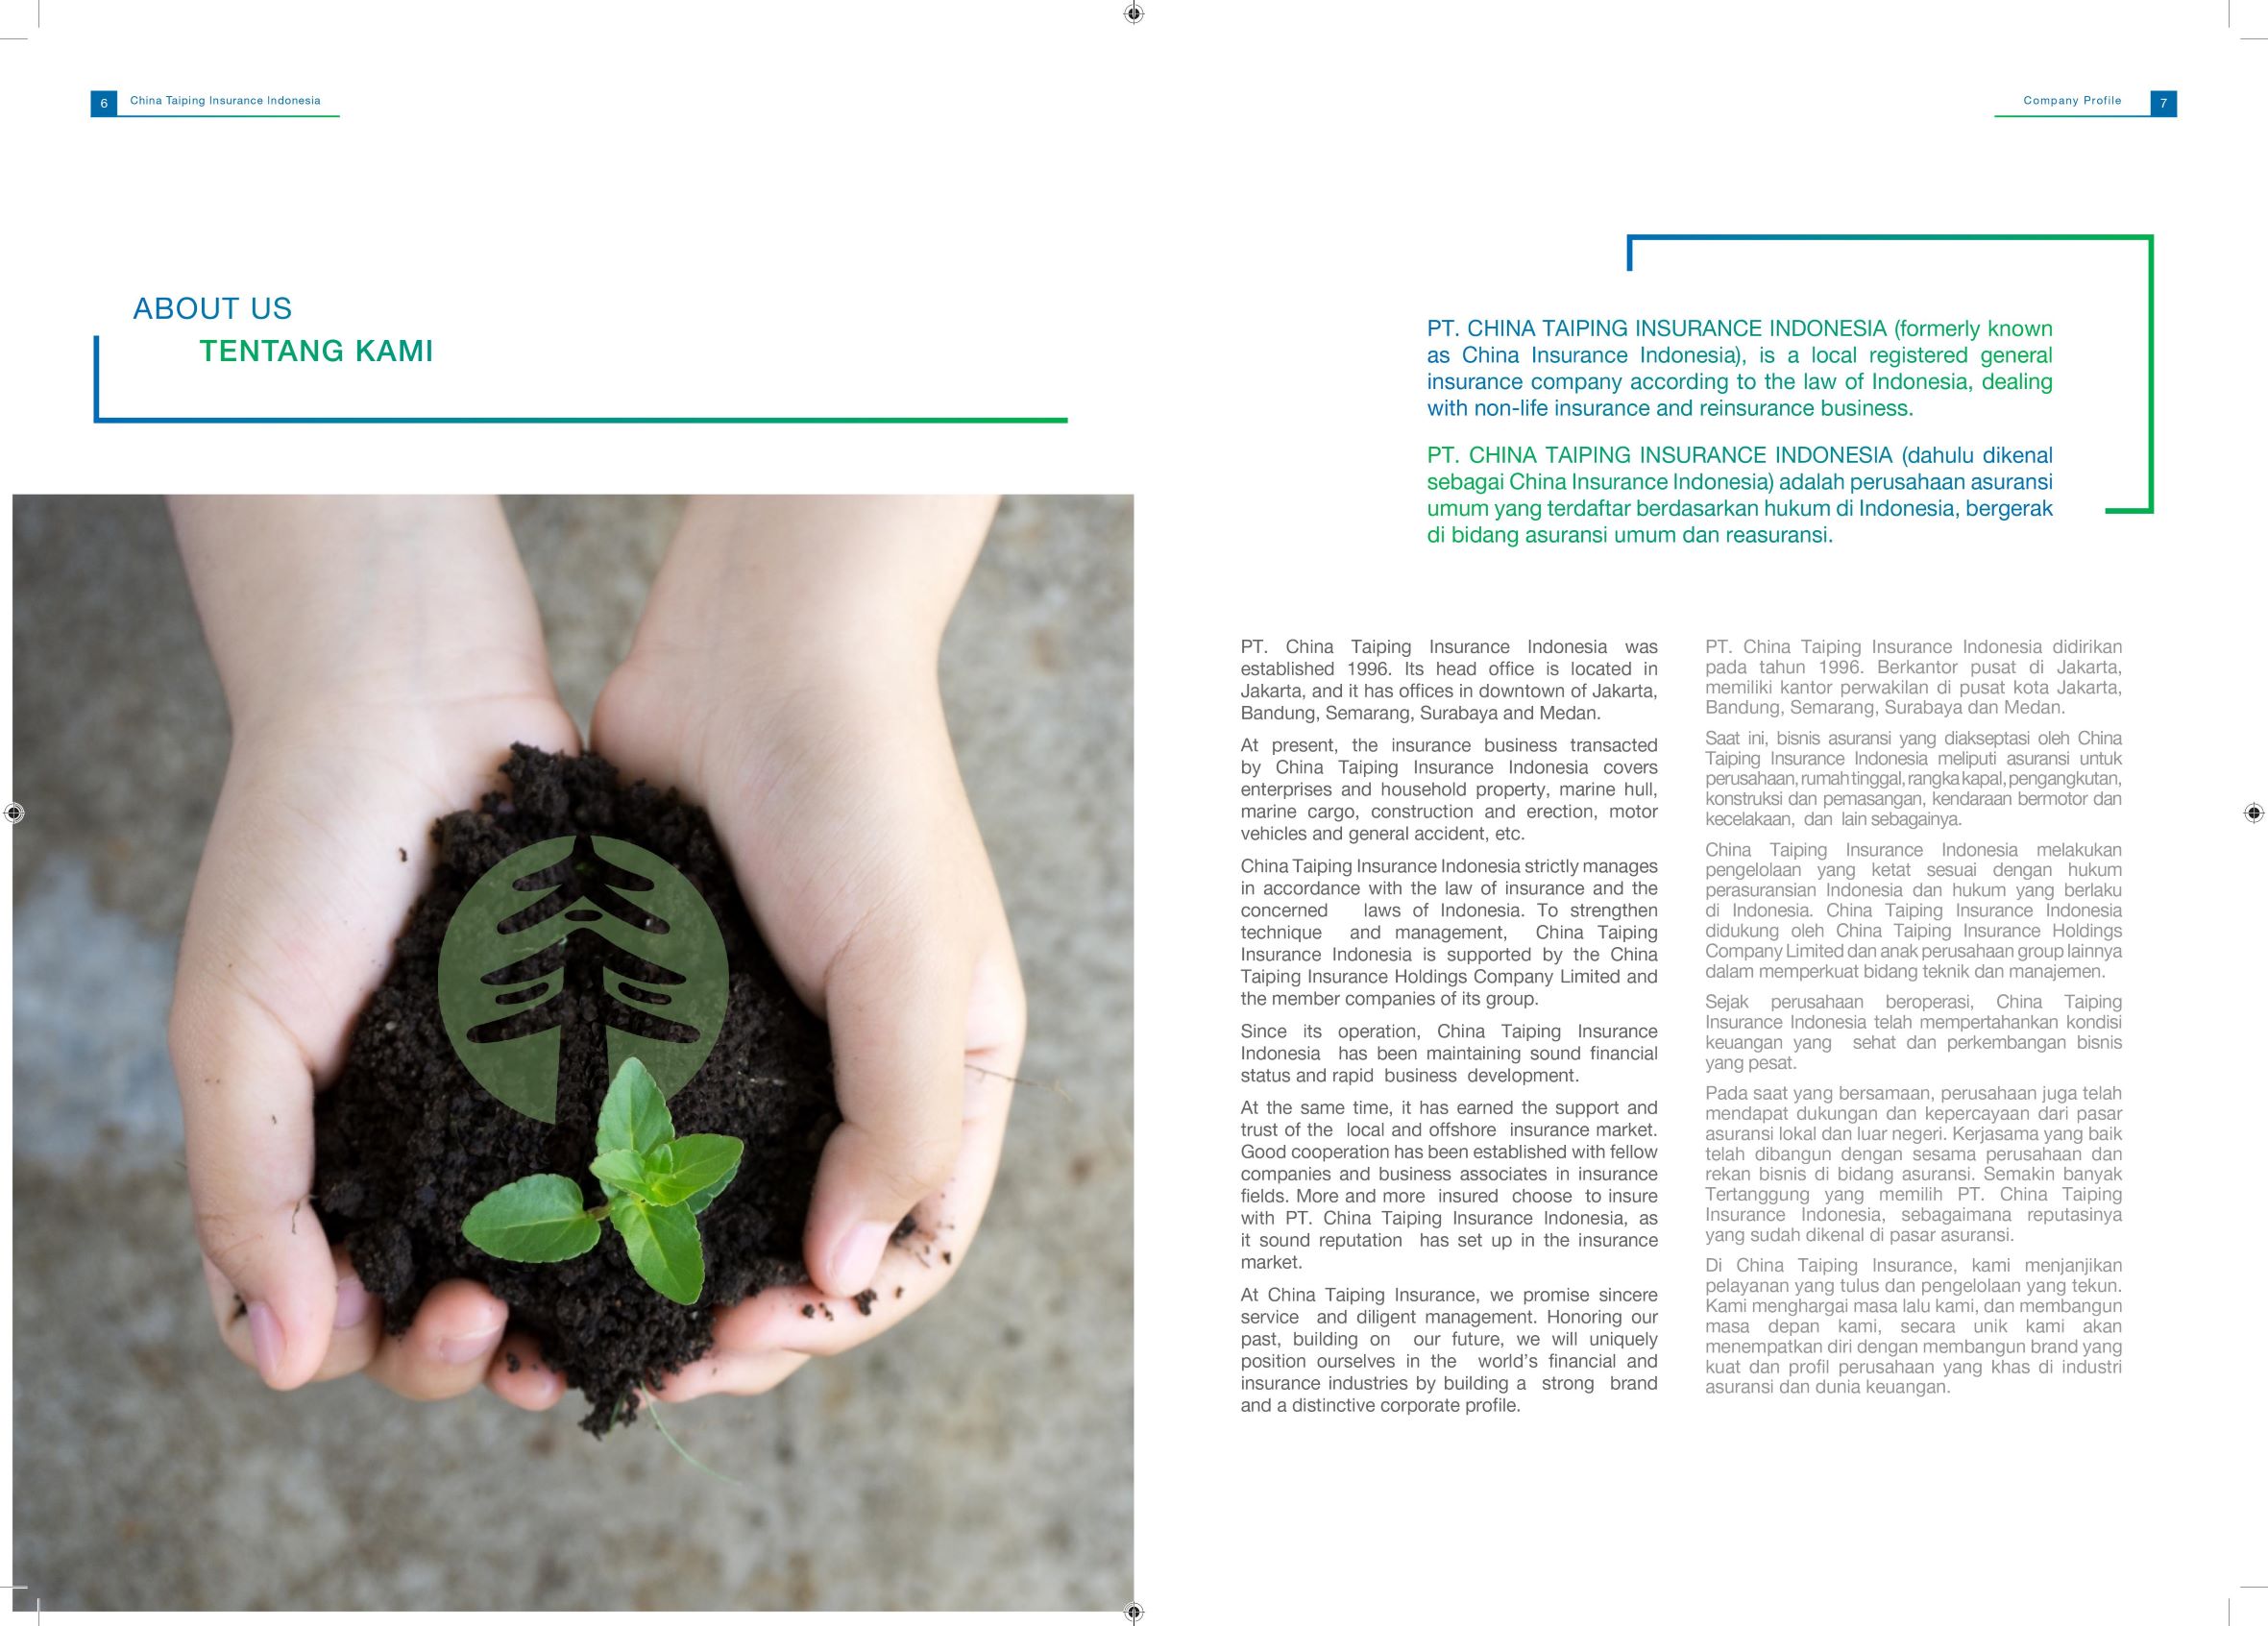 6 China Taiping Insurance Indonesia
Company Profile 7
ABOUT US
TENTANG KAMI
PT. CHINA TAIPING INSURANCE INDONESIA (formerly known
as China Insurance Indonesia), is a local registered general
insurance company according to the law of Indonesia, dealing
with non-life insurance and reinsurance business.
PT. CHINA TAIPING INSURANCE INDONESIA (dahulu dikenal
sebagai China Insurance Indonesia) adalah perusahaan asuransi
umum yang terdaftar berdasarkan hukum di Indonesia, bergerak
di bidang asuransi umum dan reasuransi.
PT. China Taiping Insurance Indonesia was
established 1996. Its head office is located in
Jakarta, and it has offices in downtown of Jakarta,
Bandung, Semarang, Surabaya and Medan.
At present, the insurance business transacted
by China Taiping Insurance Indonesia covers
enterprises and household property, marine hull,
marine cargo, construction and erection, motor
vehicles and general accident, etc.
China Taiping Insurance Indonesia strictly manages
in accordance with the law of insurance and the
concerned laws of Indonesia. To strengthen
technique and management, China Taiping
Insurance Indonesia is supported by the China
Taiping Insurance Holdings Company Limited and
the member companies of its group.
Since its operation, China Taiping Insurance
Indonesia has been maintaining sound financial
status and rapid business development.
At the same time, it has earned the support and
trust of the local and offshore insurance market.
Good cooperation has been established with fellow
companies and business associates in insurance
fields. More and more insured choose to insure
with PT. China Taiping Insurance Indonesia, as
it sound reputation has set up in the insurance
market.
At China Taiping Insurance, we promise sincere
service and diligent management. Honoring our
past, building on our future, we will uniquely
position ourselves in the world's financial and
insurance industries by building a strong brand
and a distinctive corporate profile.
PT. China Taiping Insurance Indonesia didirikan
pada tahun 1996. Berkantor pusat di Jakarta,
memiliki kantor perwakilan di pusat kota Jakarta,
Bandung, Semarang, Surabaya dan Medan.
Saat ini, bisnis asuransi yang diakseptasi oleh China
Taiping Insurance Indonesia meliputi asuransi untuk
perusahaan, rumah tinggal, rangka kapal, pengangkutan,
konstruksi dan pemasangan, kendaraan bermotor dan
kecelakaan, dan lain sebagainya.
China Taiping Insurance Indonesia melakukan
pengelolaan yang ketat sesuai dengan hukum
perasuransian Indonesia dan hukum yang berlaku
di Indonesia. China Taiping Insurance Indonesia
didukung oleh China Taiping Insurance Holdings
Company Limited dan anak perusahaan group lainnya
dalam memperkuat bidang teknik dan manajemen.
Sejak perusahaan beroperasi, China Taiping
Insurance Indonesia telah mempertahankan kondisi
keuangan yang sehat dan perkembangan bisnis
yang pesat.
Pada saat yang bersamaan, perusahaan juga telah
mendapat dukungan dan kepercayaan dari pasar
asuransi lokal dan luar negeri. Kerjasama yang baik
telah dibangun dengan sesama perusahaan dan
rekan bisnis di bidang asuransi. Semakin banyak
Tertanggung yang memilih PT. China Taiping
Insurance Indonesia, sebagaimana reputasinya
yang sudah dikenal di pasar asuransi.
Di China Taiping Insurance, kami menjanjikan
pelayanan yang tulus dan pengelolaan yang tekun.
Kami menghargai masa lalu kami, dan membangun
masa depan kami, secara unik kami akan
menempatkan diri dengan membangun brand yang
kuat dan profil perusahaan yang khas di industri
asuransi dan dunia keuangan.